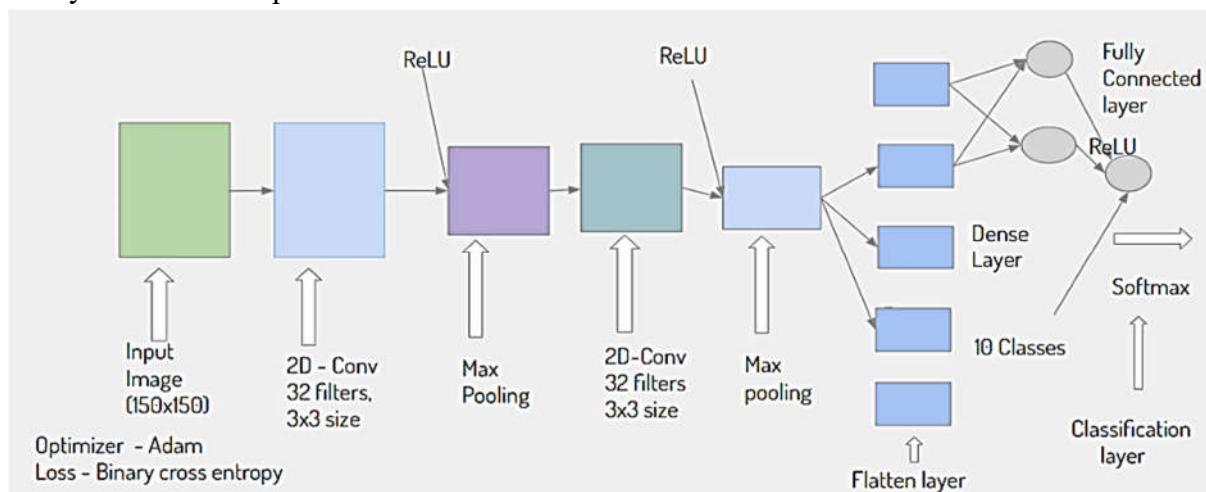 ReLU
ReLU
Fully
Connected
layer
ReLU
Dense
Layer
Softmax
10 Classes
Input
Image
(150x150)
2D - Conv
32 filters,
3x3 size
Max
Pooling
2D-Conv
32 filters
3x3 size
Max
pooling
Flatten layer
Classification
layer
Optimizer - Adam
Loss - Binary cross entropy